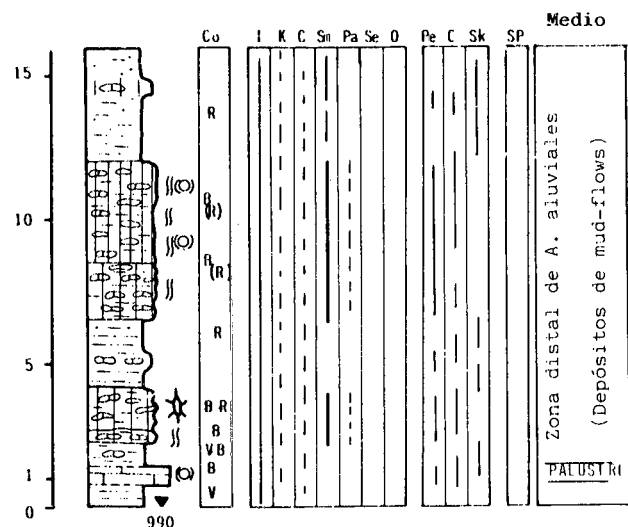 Medio
Co I K C Sm Pa Se O Pe C Sk SP
15
R
10
B
(R)
B
(R)
5
R
B R
B
V B
B
1
V
0
990
Zona distal de A. aluviales
(Depósitos de mud-flows)
PALUSTRE